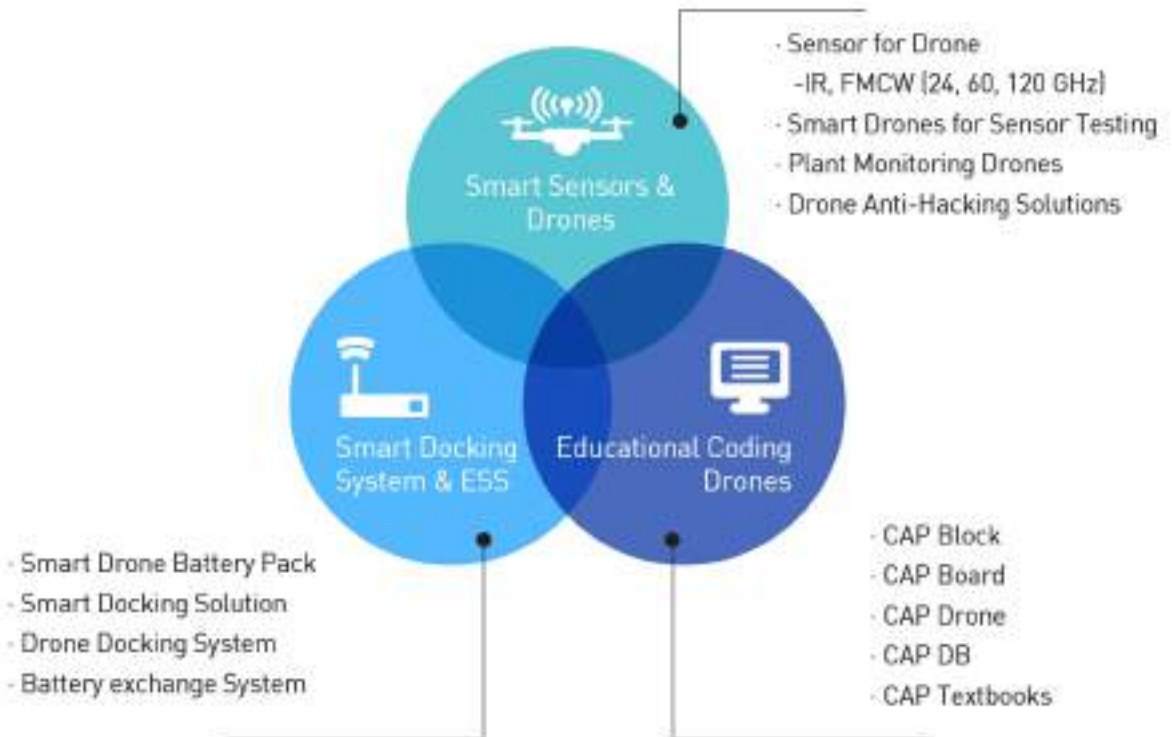 Smart Sensors &
Drones
· Sensor for Drone
-IR, FMCW (24, 60, 120 GHz)
· Smart Drones for Sensor Testing
· Plant Monitoring Drones
· Drone Anti-Hacking Solutions
Smart Docking
System & ESS
Educational Coding
Drones
· Smart Drone Battery Pack
· Smart Docking Solution
· Drone Docking System
· Battery exchange System
· CAP Block
· CAP Board
· CAP Drone
· CAP DB
· CAP Textbooks